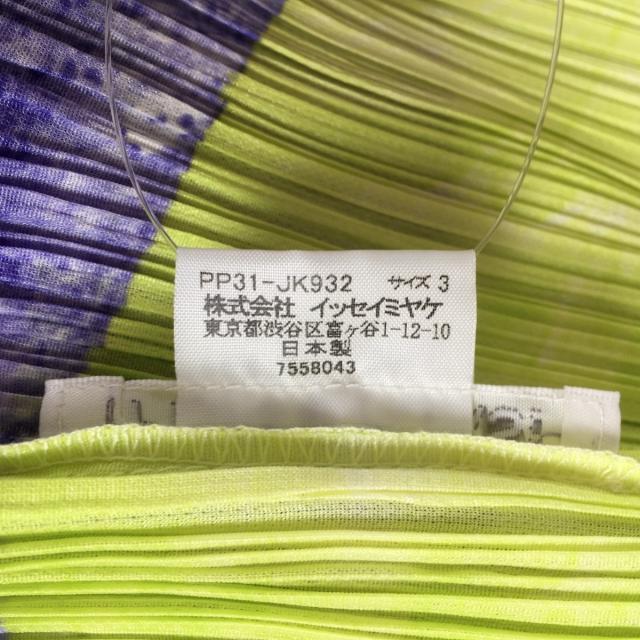 PP31-JK932 サイズ 3
株式会社 イッセイミヤケ
東京都渋谷区富ヶ谷1-12-10
日本製
7558043